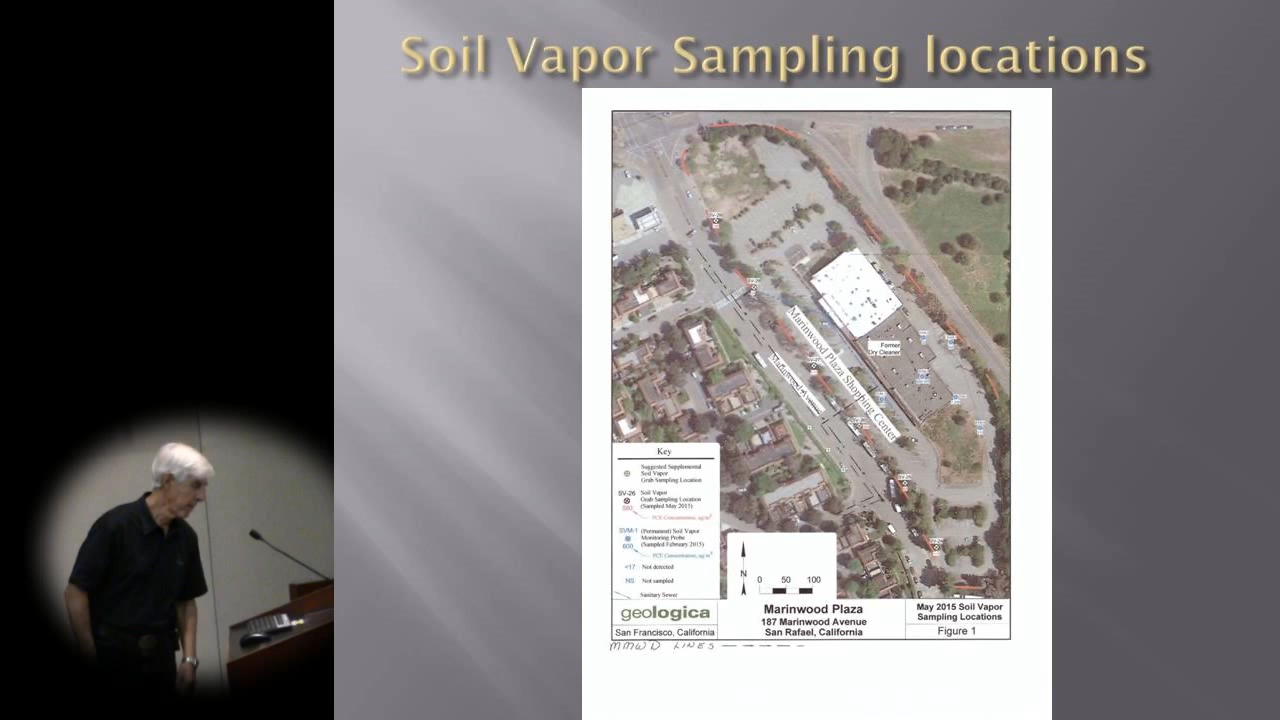 Soil Vapor Sampling locations
Former
Dry Cleaner
Marinwood Plaza Shopping Center
Marinwood Avenue
Key
Suggested Supplemental
Soil Vapor
Grab Sampling Location
SV-26
Soil Vapor
Grab Sampling Location
(Sampled May 2015)
580
PCE Concentration, ug/m³
SVM-1
(Permanent) Soil Vapor
Monitoring Probe
(Sampled February 2015)
600
PCE Concentration, ug/m³
<17 Not detected
NS Not sampled
Sanitary Sewer
N
0 50 100
geologica
San Francisco, California
Marinwood Plaza
187 Marinwood Avenue
San Rafael, California
May 2015 Soil Vapor
Sampling Locations
Figure 1
MMWD LINES